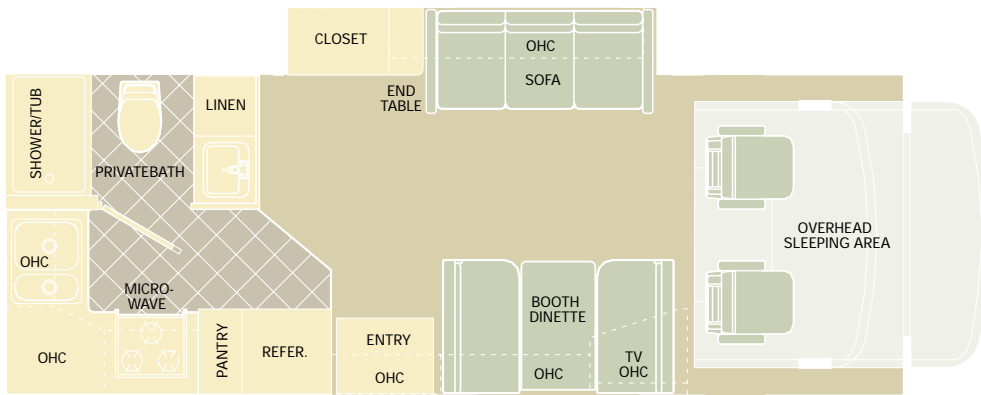 CLOSET
OHC
SOFA
END
TABLE
SHOWER/TUB
LINEN
PRIVATEBATH
OVERHEAD
SLEEPING AREA
OHC
MICRO-
WAVE
BOOTH
DINETTE
OHC
PANTRY
REFER.
ENTRY
OHC
OHC
TV
OHC